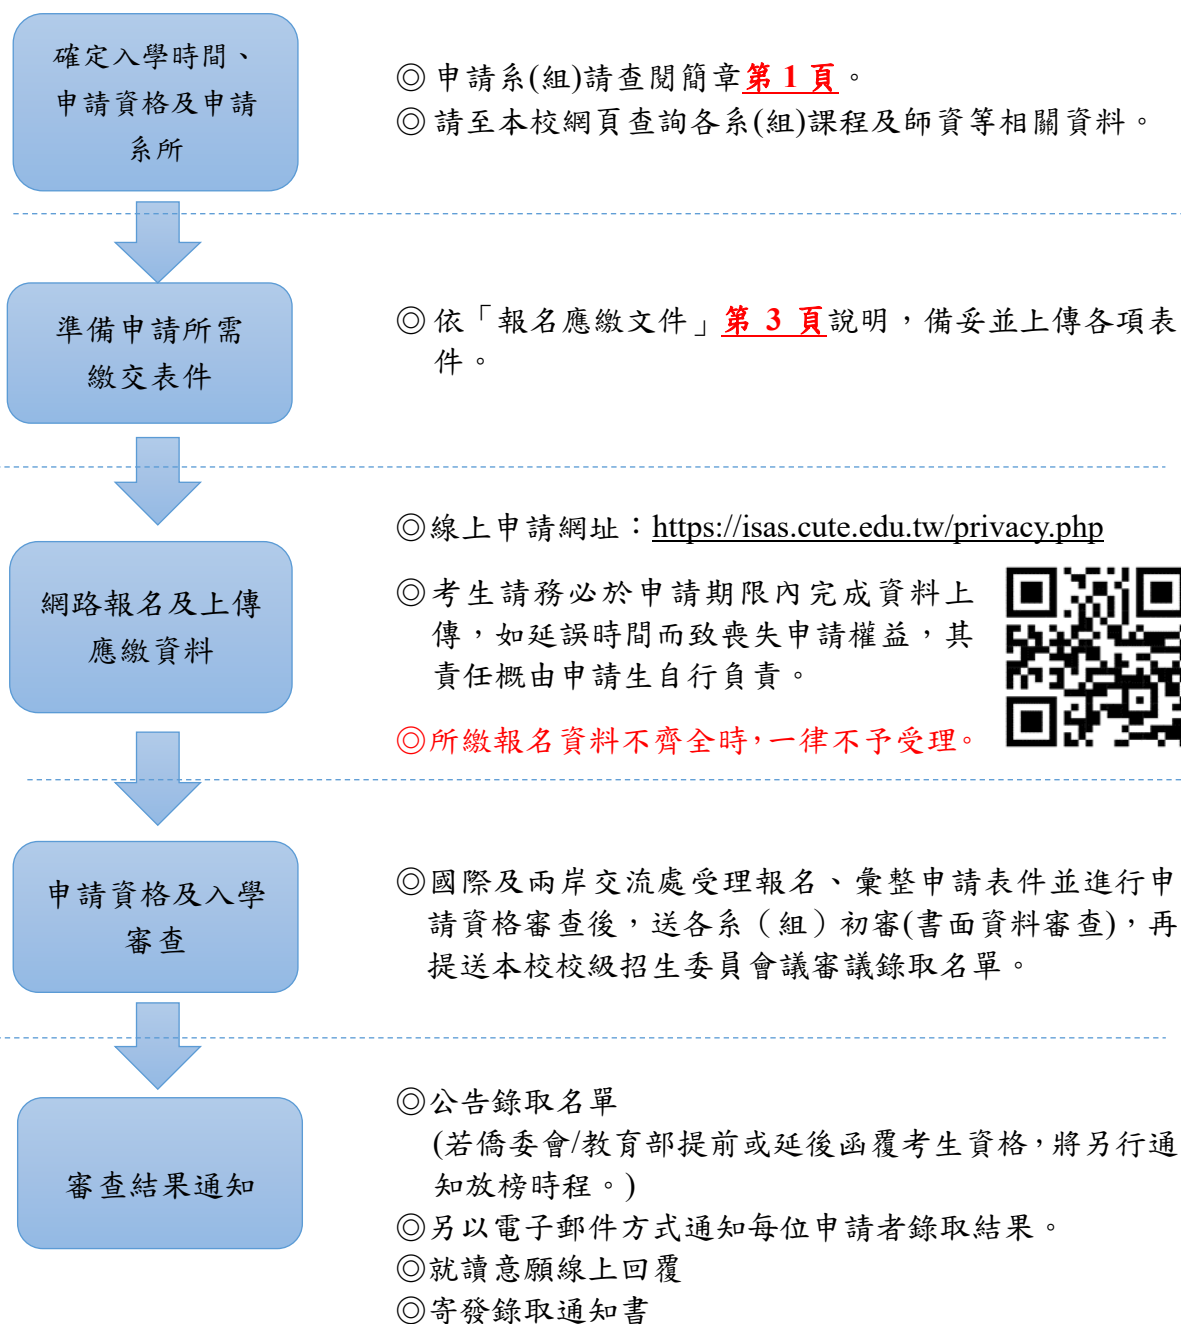 確定入學時間、
申請資格及申請
系所
◎ 申請系(組)請查閱簡章第 1 頁。
◎ 請至本校網頁查詢各系(組)課程及師資等相關資料。
準備申請所需
繳交表件
◎ 依「報名應繳文件」第 3 頁說明，備妥並上傳各項表
件。
網路報名及上傳
應繳資料
◎線上申請網址：https://isas.cute.edu.tw/privacy.php
◎考生請務必於申請期限內完成資料上
傳，如延誤時間而致喪失申請權益，其
責任概由申請生自行負責。
◎所繳報名資料不齊全時，一律不予受理。
申請資格及入學
審查
◎國際及兩岸交流處受理報名、彙整申請表件並進行申
請資格審查後，送各系（組）初審(書面資料審查)，再
提送本校校級招生委員會議審議錄取名單。
審查結果通知
◎公告錄取名單
(若僑委會/教育部提前或延後函覆考生資格，將另行通
知放榜時程。)
◎另以電子郵件方式通知每位申請者錄取結果。
◎就讀意願線上回覆
◎寄發錄取通知書